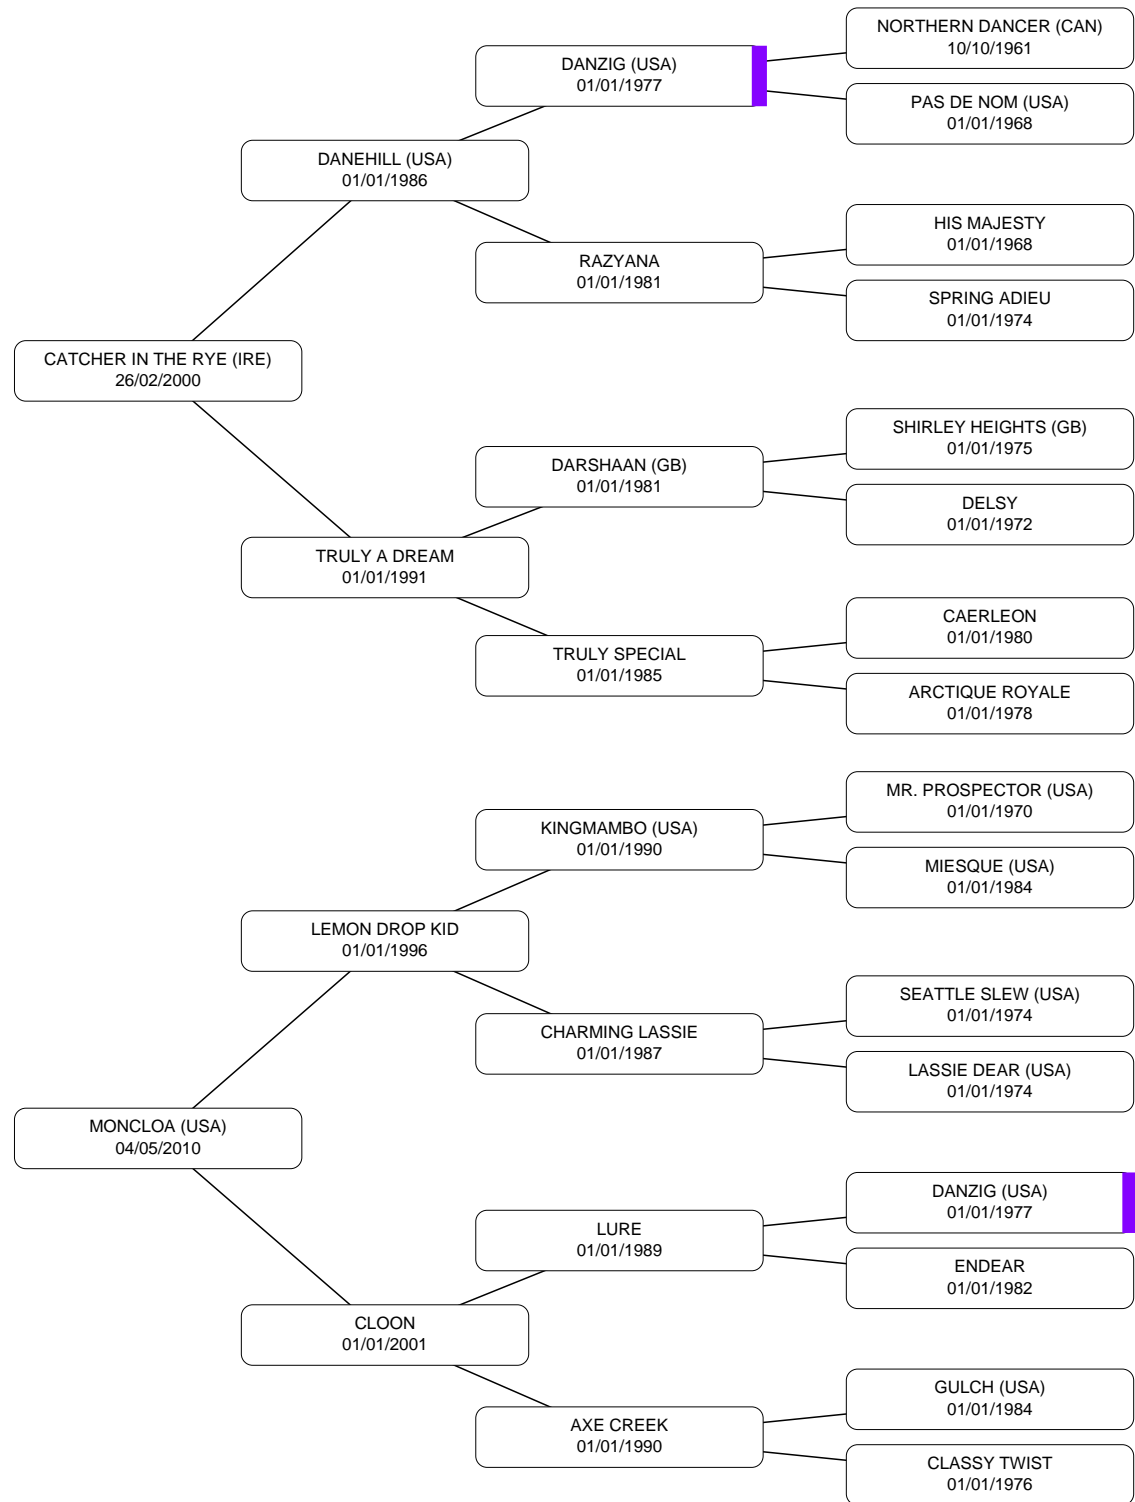 NORTHERN DANCER (CAN)
10/10/1961
DANZIG (USA)
01/01/1977
PAS DE NOM (USA)
01/01/1968
DANEHILL (USA)
01/01/1986
HIS MAJESTY
01/01/1968
RAZYANA
01/01/1981
SPRING ADIEU
01/01/1974
CATCHER IN THE RYE (IRE)
26/02/2000
SHIRLEY HEIGHTS (GB)
01/01/1975
DARSHAAN (GB)
01/01/1981
DELSY
01/01/1972
TRULY A DREAM
01/01/1991
CAERLEON
01/01/1980
TRULY SPECIAL
01/01/1985
ARCTIQUE ROYALE
01/01/1978
MR. PROSPECTOR (USA)
01/01/1970
KINGMAMBO (USA)
01/01/1990
MIESQUE (USA)
01/01/1984
LEMON DROP KID
01/01/1996
SEATTLE SLEW (USA)
01/01/1974
CHARMING LASSIE
01/01/1987
LASSIE DEAR (USA)
01/01/1974
MONCLOA (USA)
04/05/2010
DANZIG (USA)
01/01/1977
LURE
01/01/1989
ENDEAR
01/01/1982
CLOON
01/01/2001
GULCH (USA)
01/01/1984
AXE CREEK
01/01/1990
CLASSY TWIST
01/01/1976